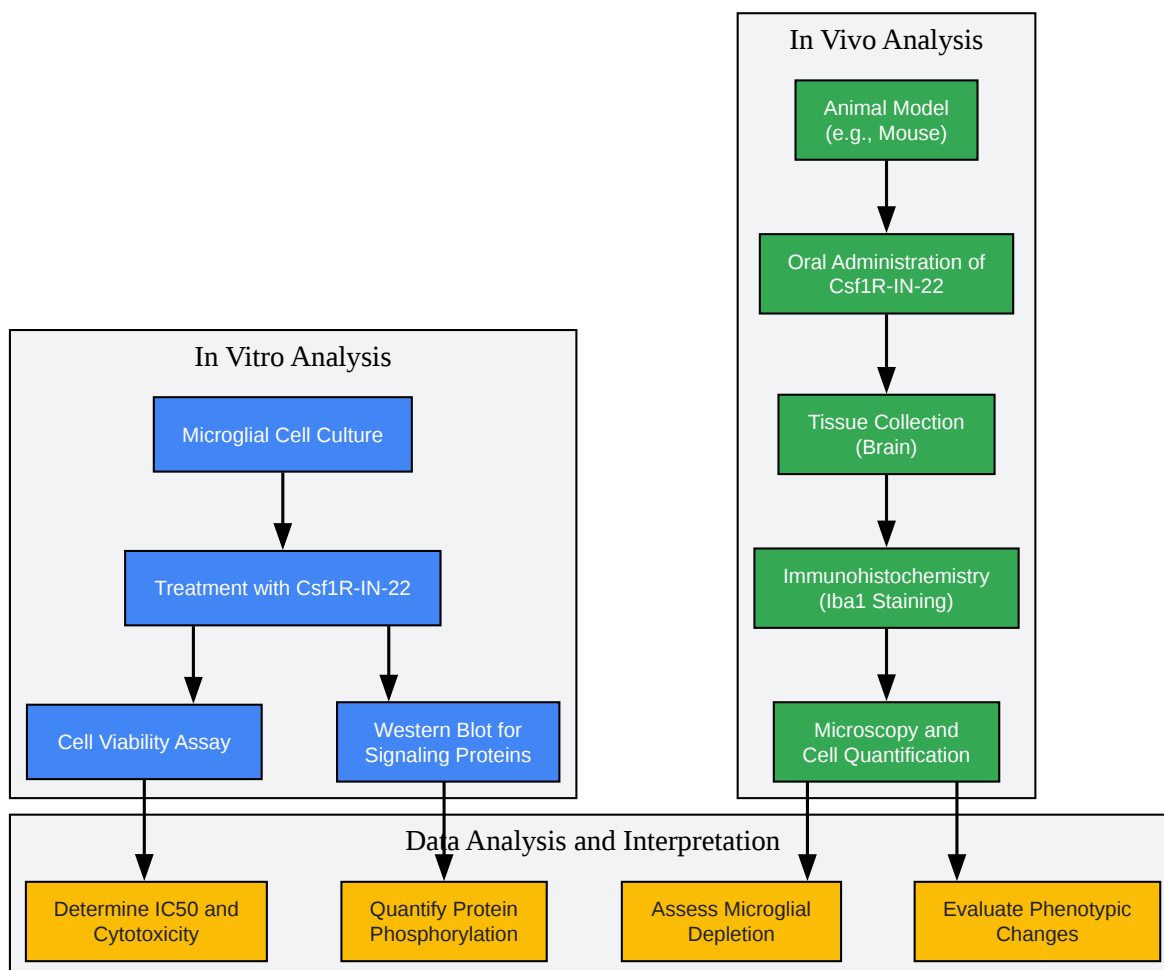 In Vivo Analysis
Animal Model
(e.g., Mouse)
Oral Administration of
Csf1R-IN-22
Tissue Collection
(Brain)
Immunohistochemistry
(Iba1 Staining)
Microscopy and
Cell Quantification
In Vitro Analysis
Microglial Cell Culture
Treatment with Csf1R-IN-22
Cell Viability Assay
Western Blot for
Signaling Proteins
Data Analysis and Interpretation
Determine IC50 and
Cytotoxicity
Quantify Protein
Phosphorylation
Assess Microglial
Depletion
Evaluate Phenotypic
Changes